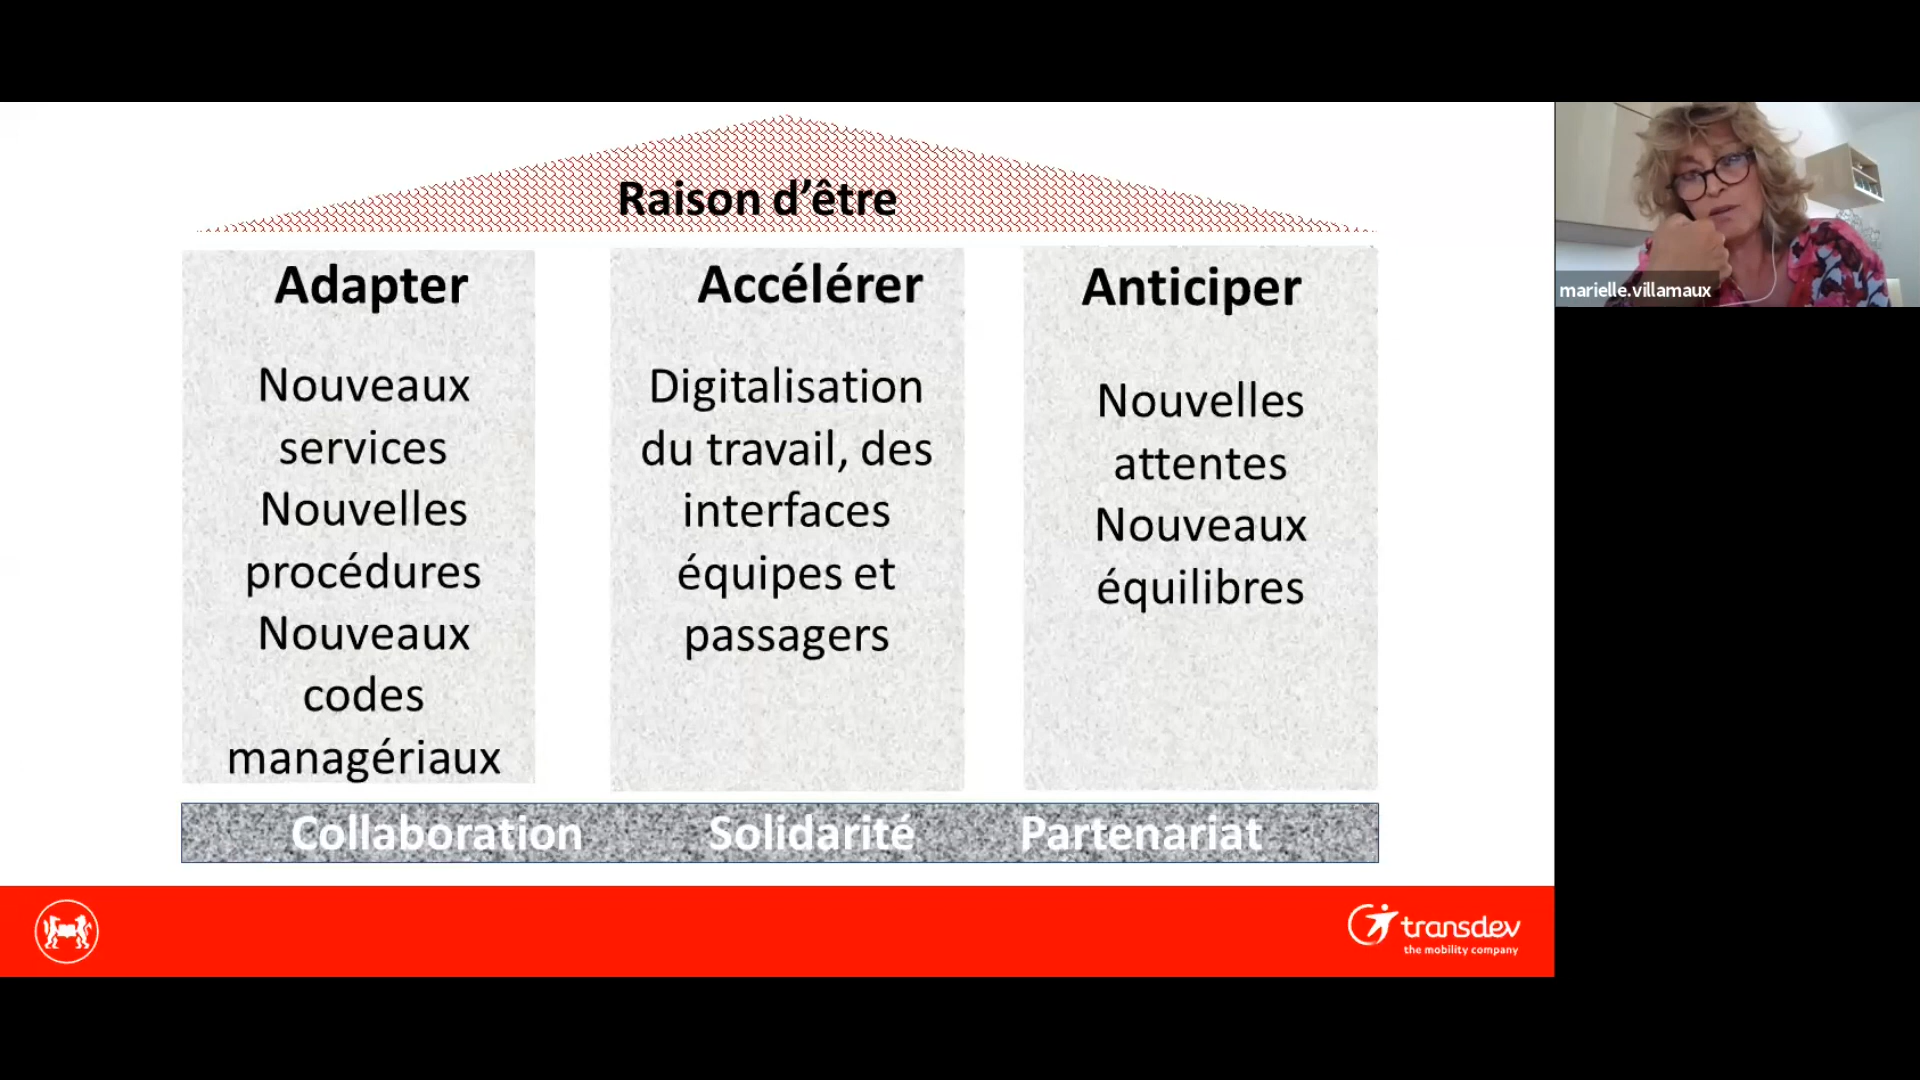 Raison d’être
Adapter
Nouveaux
services
Nouvelles
procédures
Nouveaux
codes
managériaux
Accélérer
Digitalisation
du travail, des
interfaces
équipes et
passagers
Anticiper
Nouvelles
attentes
Nouveaux
équilibres
Collaboration Solidarité Partenariat
transdev
the mobility company
marielle.villamaux